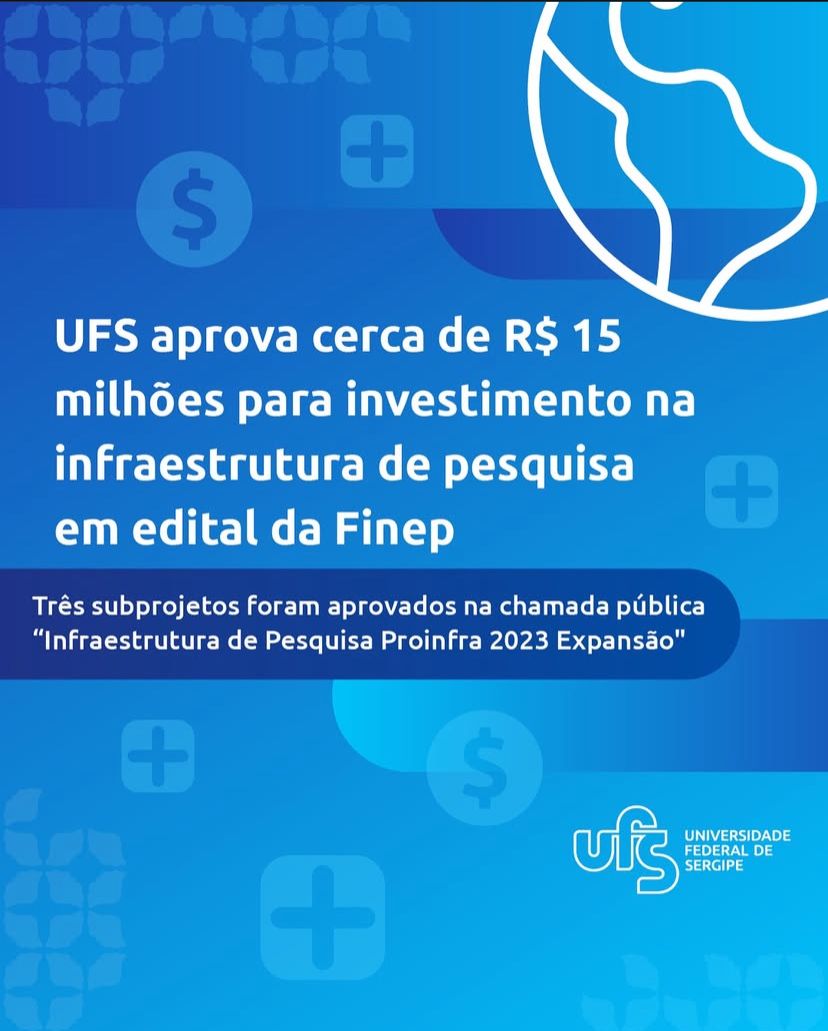 UFS aprova cerca de R$ 15
milhões para investimento na
infraestrutura de pesquisa
em edital da Finep
Três subprojetos foram aprovados na chamada pública
“Infraestrutura de Pesquisa Proinfra 2023 Expansão"
ufs
UNIVERSIDADE
FEDERAL DE
SERGIPE